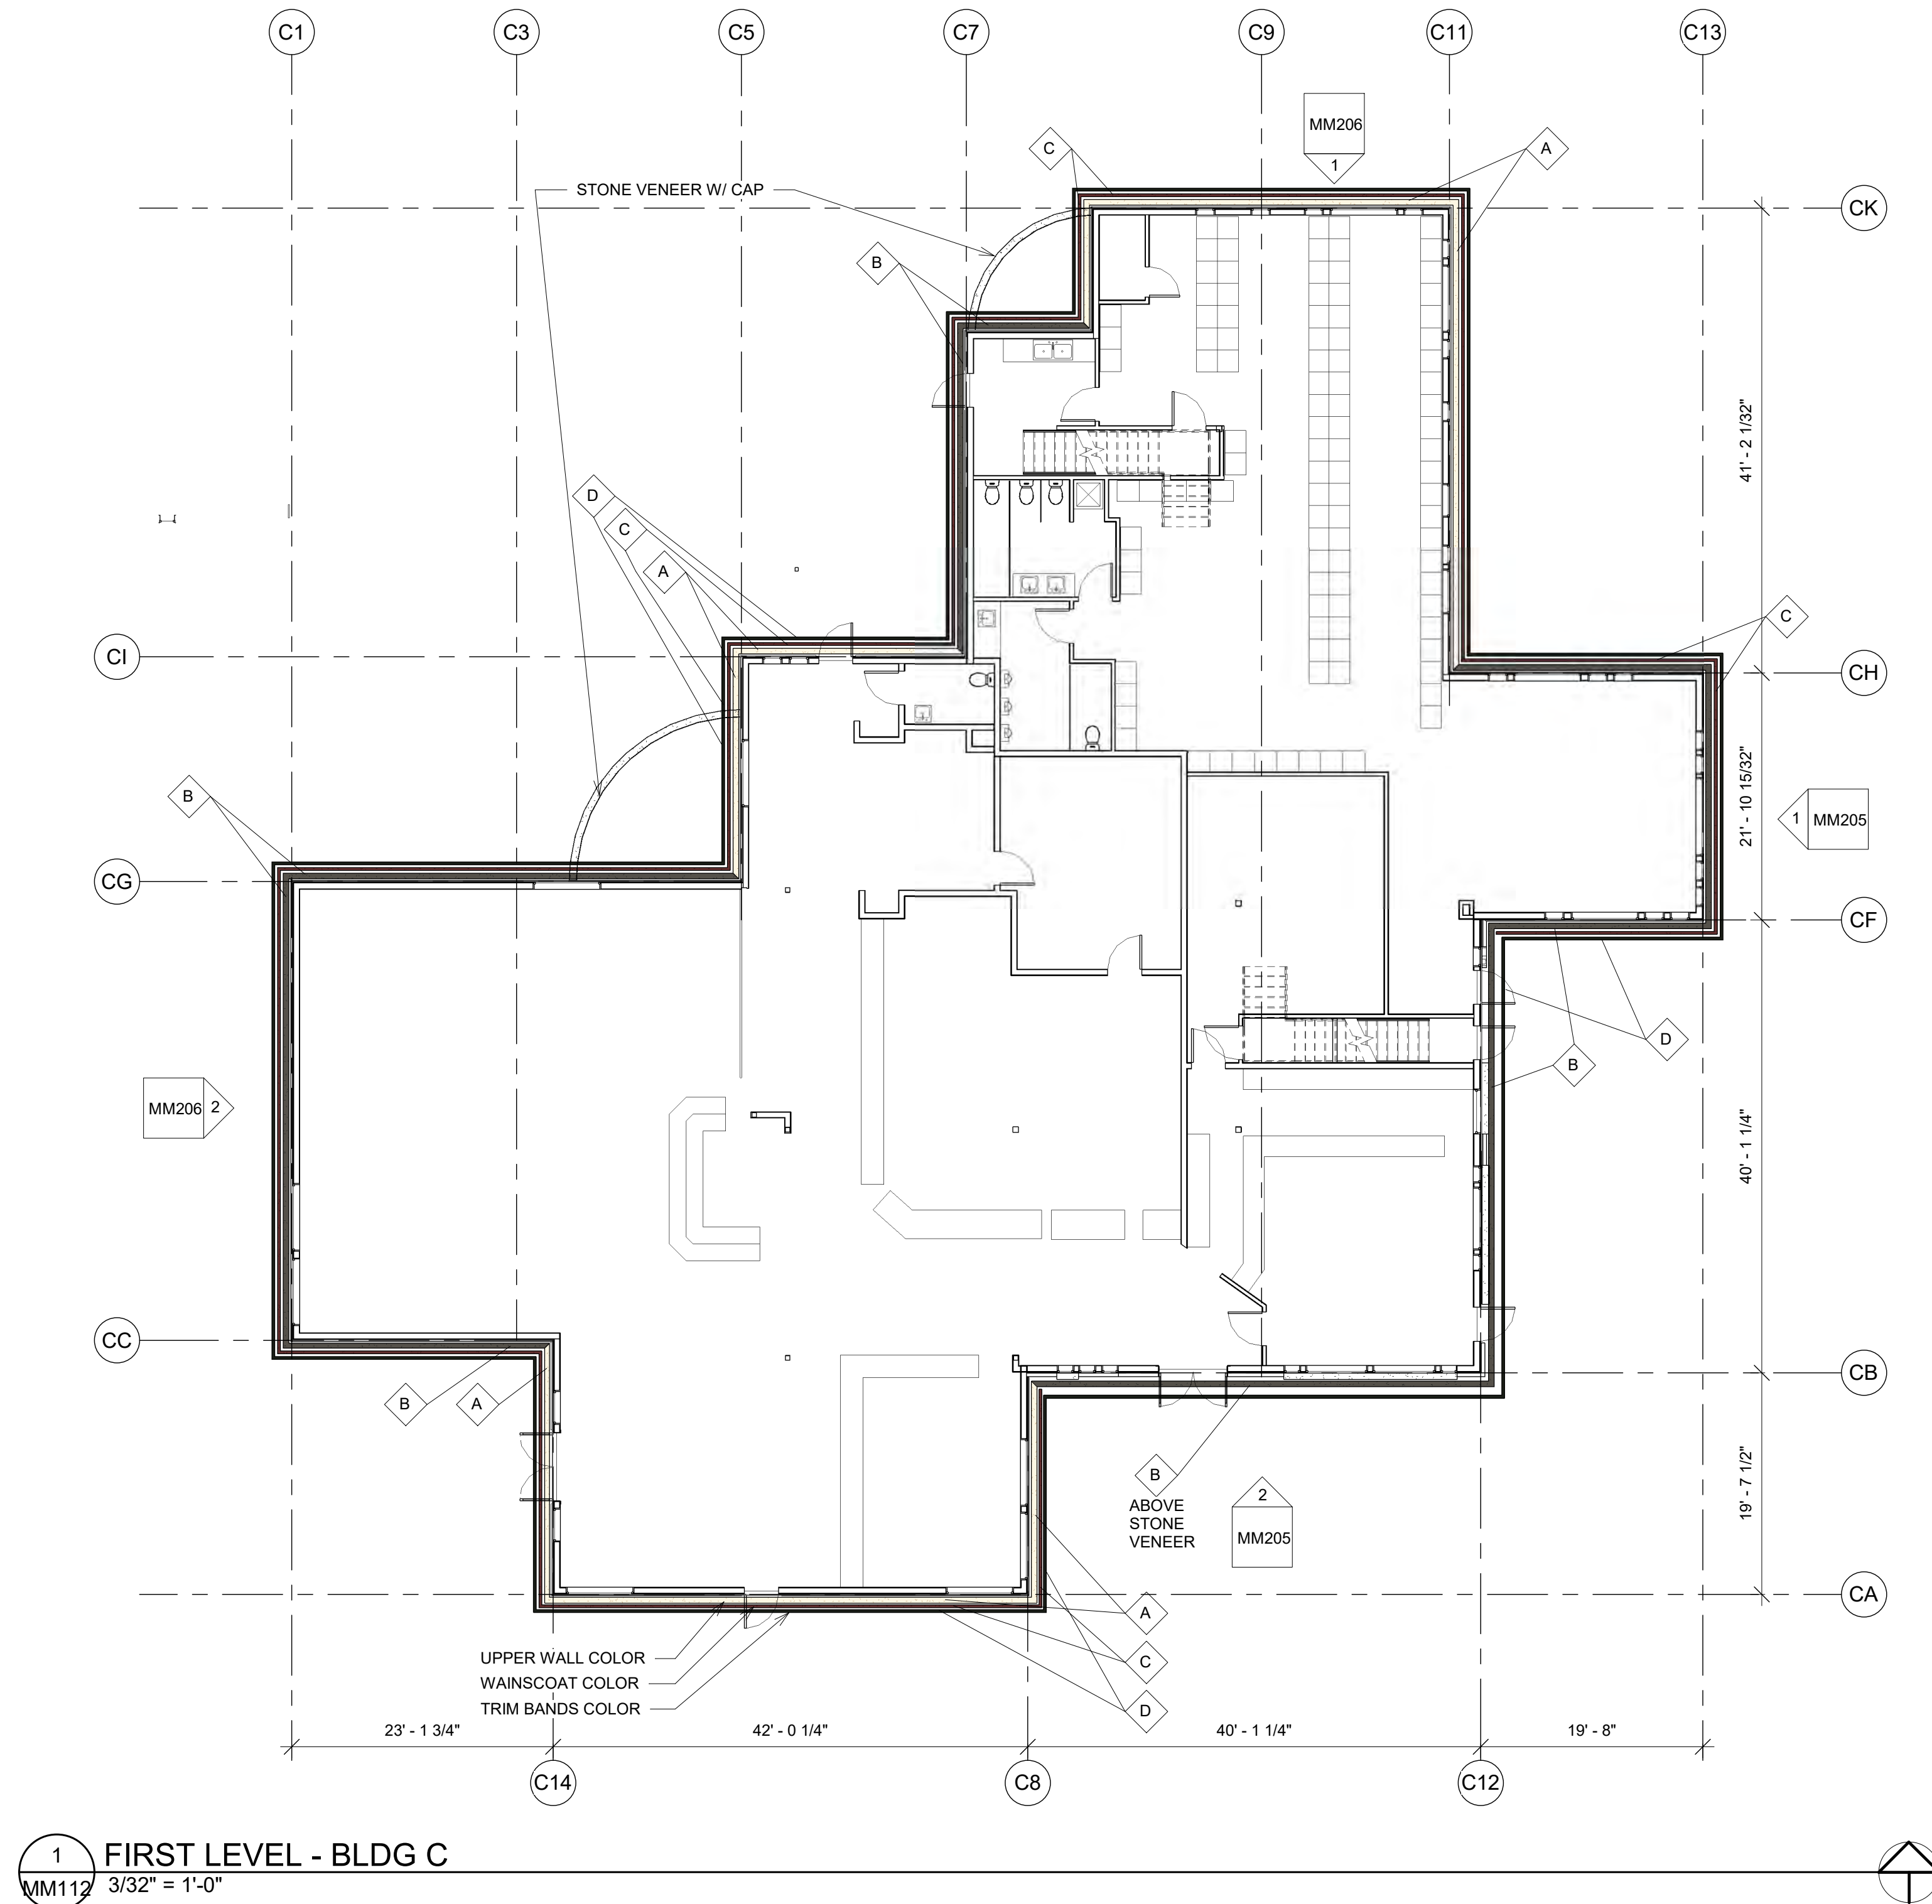 C1
C3
C5
C7
C9
C11
C13
MM206
1
C
A
STONE VENEER W/ CAP
CK
B
41' - 2 1/32"
D
C
A
C
CI
CH
B
21' - 10 15/32"
1 MM205
CG
CF
D
B
MM206 2
40' - 1 1/4"
CC
CB
B
A
B
ABOVE
STONE
VENEER
2
MM205
19' - 7 1/2"
CA
A
UPPER WALL COLOR
C
WAINSCOAT COLOR
TRIM BANDS COLOR
D
23' - 1 3/4"
42' - 0 1/4"
40' - 1 1/4"
19' - 8"
C14
C8
C12
1
FIRST LEVEL - BLDG C
MM112
3/32" = 1'-0"